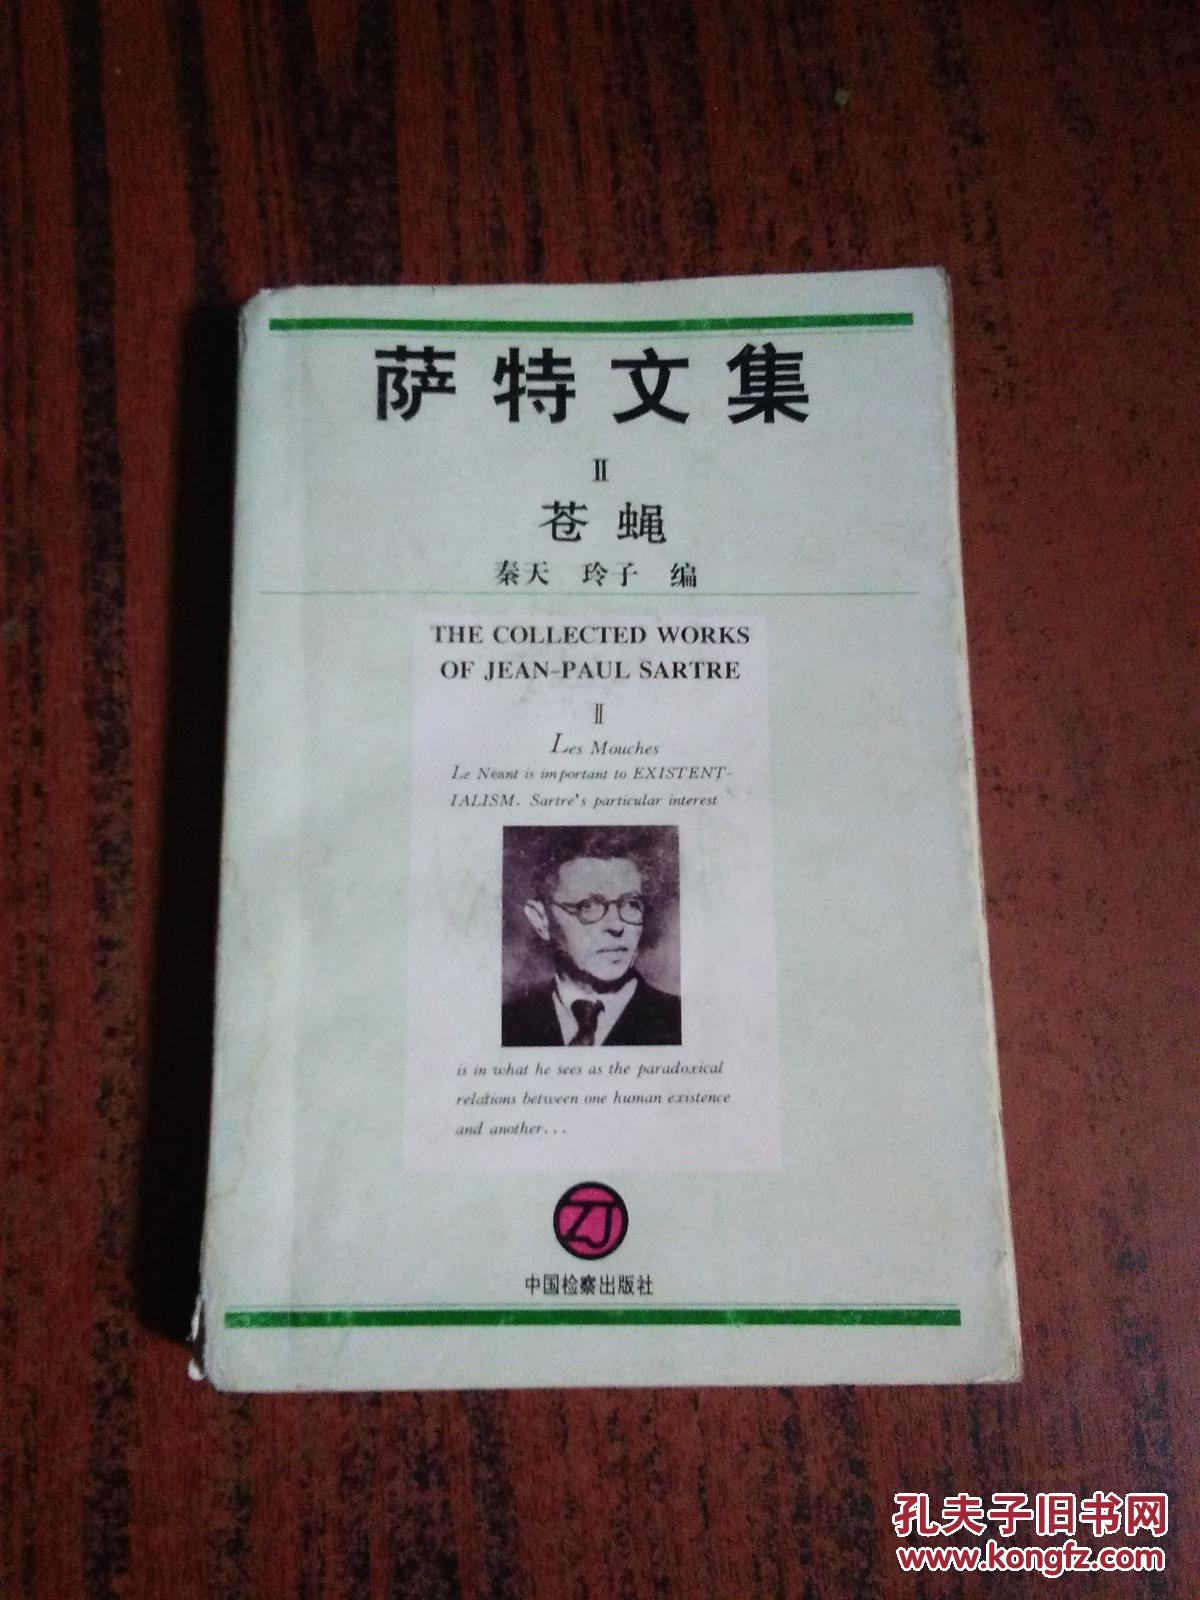 萨特文集
II
苍蝇
秦天 玲子 编
THE COLLECTED WORKS
OF JEAN-PAUL SARTRE
II
Les Mouches
Le Néant is important to EXISTENT-
IALISM. Sartre's particular interest
is in what he sees as the paradoxical
relations between one human existence
and another...
ZJ
中国检察出版社
孔夫子旧书网
www.kongfz.com